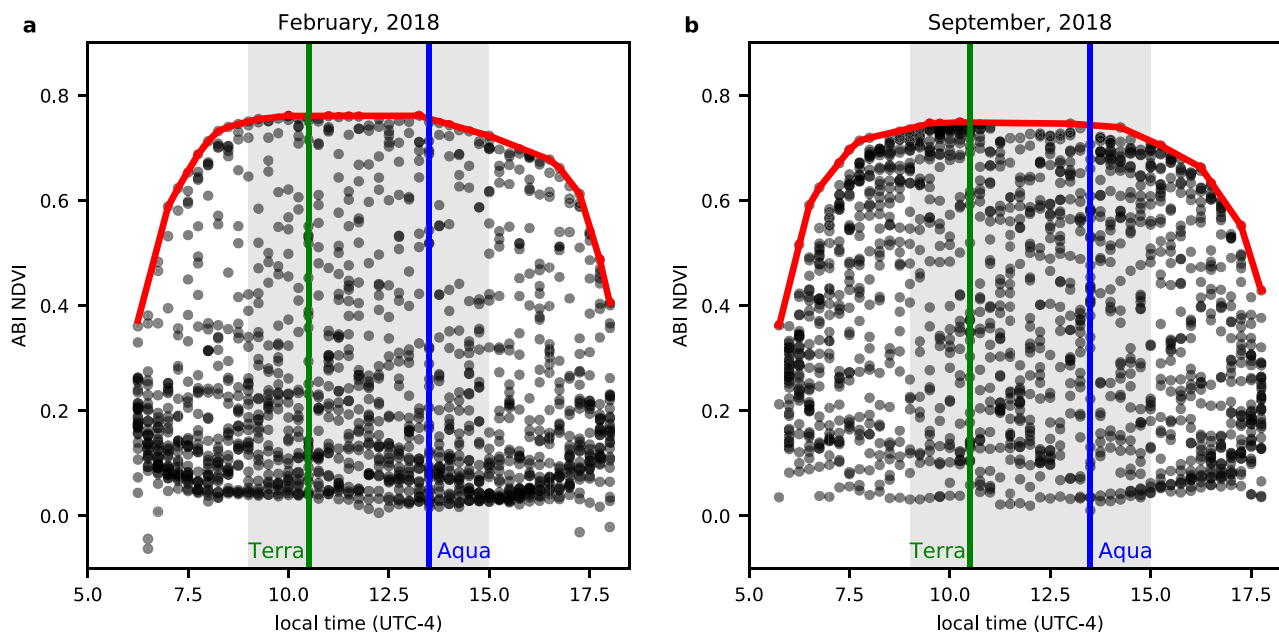 a
February, 2018
0.8
0.6
0.4
0.2
0.0
ABI NDVI
Terra
Aqua
5.0 7.5 10.0 12.5 15.0 17.5
local time (UTC-4)
b
September, 2018
0.8
0.6
0.4
0.2
0.0
ABI NDVI
Terra
Aqua
5.0 7.5 10.0 12.5 15.0 17.5
local time (UTC-4)